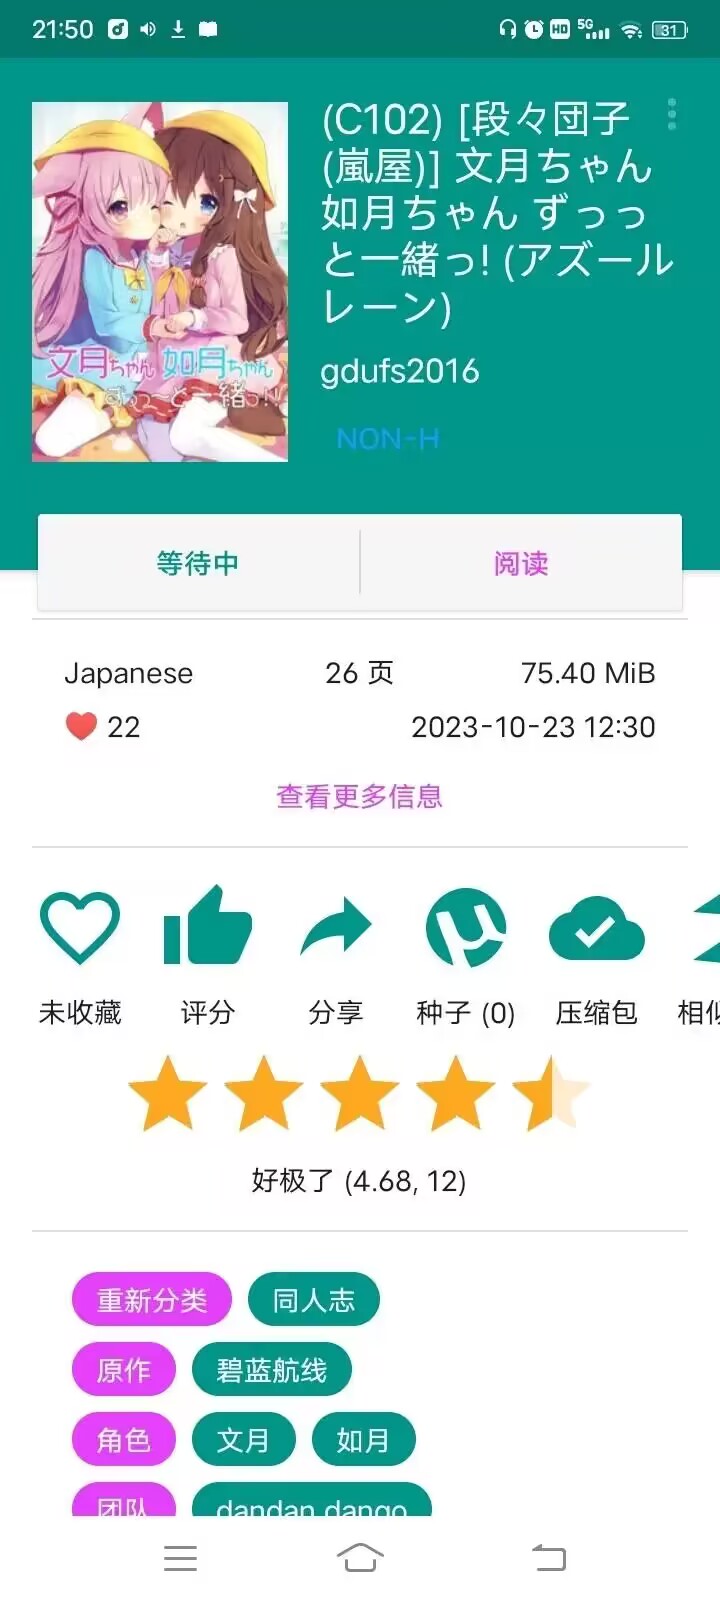 21:50
HD 5G 31
(C102) [段々団子
(嵐屋)] 文月ちゃん
如月ちゃん ずっっ
と一緒っ! (アズール
レーン)
gdufs2016
NON-H
文月ちゃん 如月ちゃん
ずぅっ〜と一緒っ!!
等待中
阅读
Japanese
26 页
75.40 MiB
22
2023-10-23 12:30
查看更多信息
未收藏
评分
分享
种子 (0)
压缩包
相似
好极了 (4.68, 12)
重新分类 同人志
原作 碧蓝航线
角色 文月 如月
团队 dandan dango